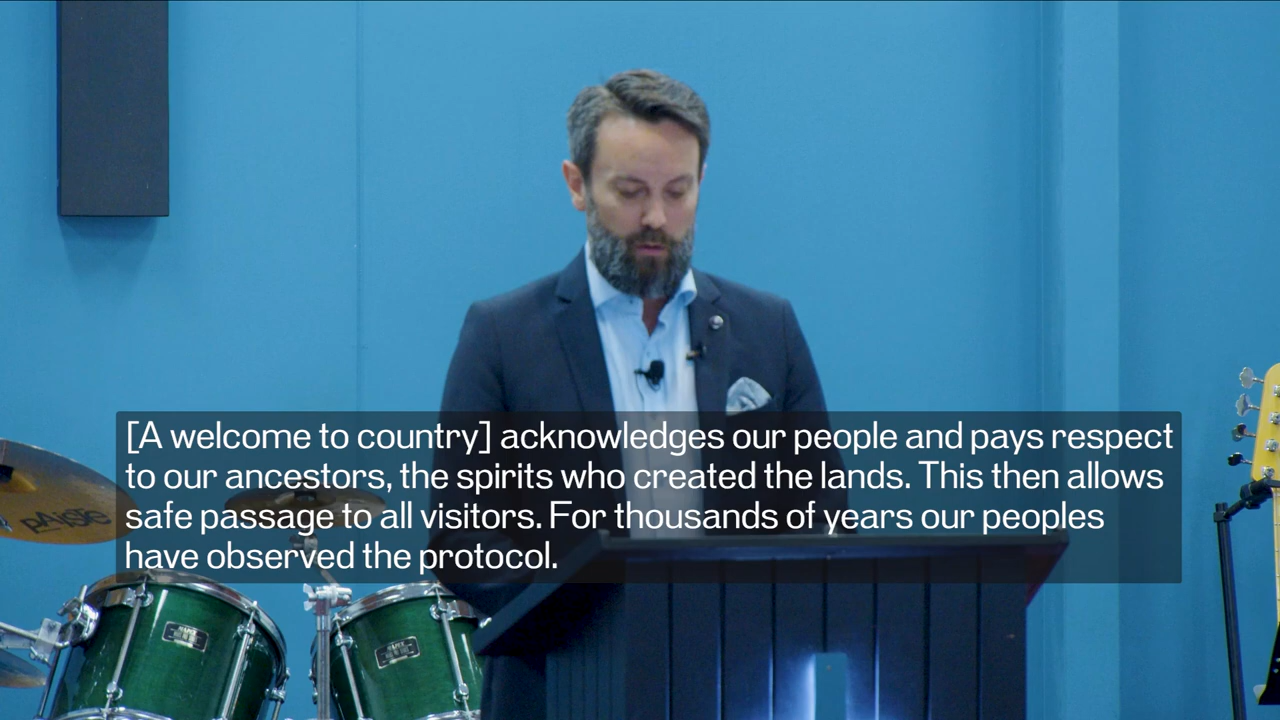 [A welcome to country] acknowledges our people and pays respect
to our ancestors, the spirits who created the lands. This then allows
safe passage to all visitors. For thousands of years our peoples
have observed the protocol.
PAISTE